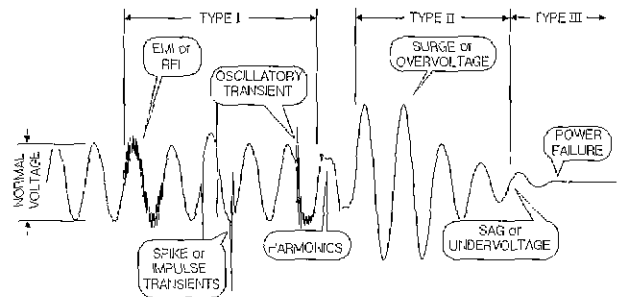 TYPE I
TYPE II
TYPE III
EMI or
RFI
OSCILLATORY
TRANSIENT
SURGE or
OVERVOLTAGE
POWER
FAILURE
NORMAL
VOLTAGE
SPIKE or
IMPULSE
TRANSIENTS
HARMONICS
SAG or
UNDERVOLTAGE